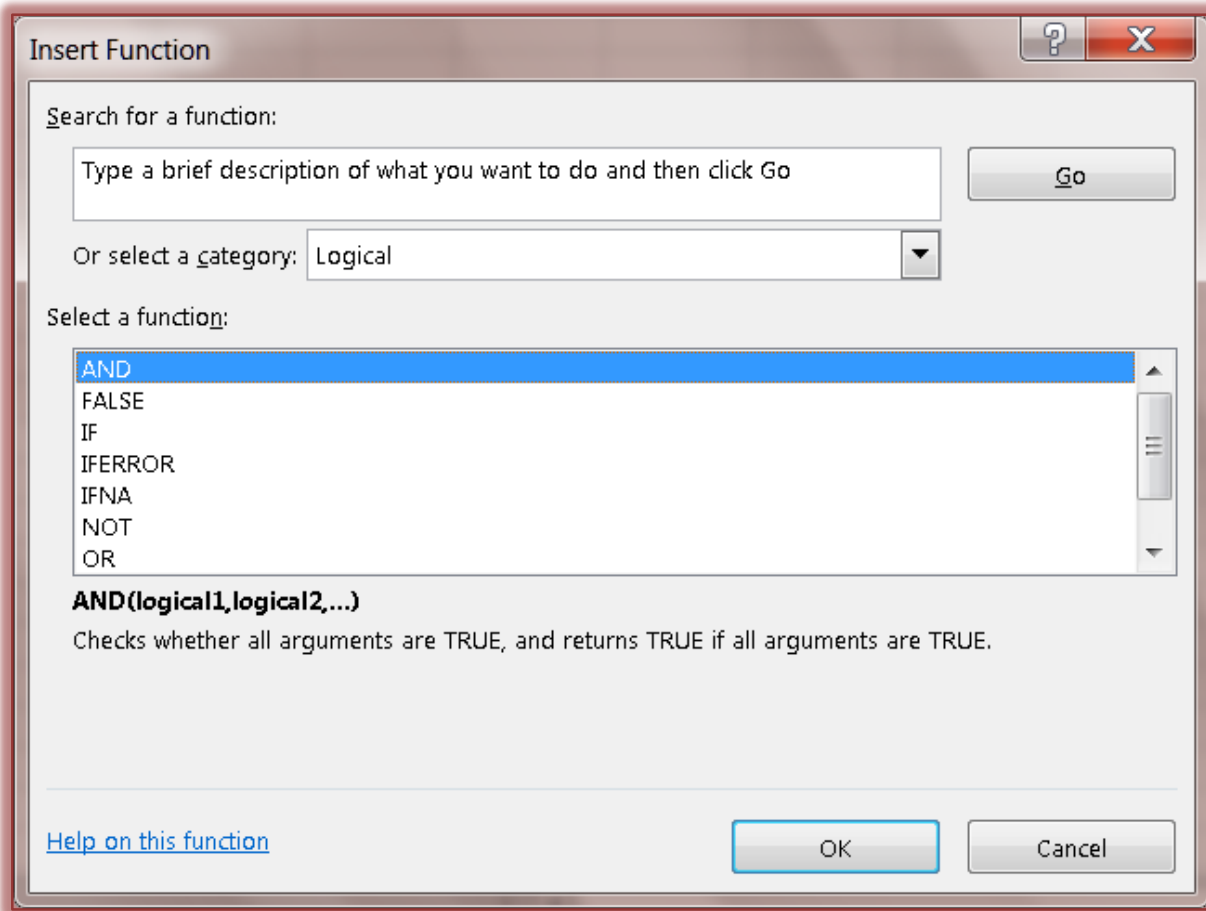 Insert Function
Search for a function:
Type a brief description of what you want to do and then click Go
Go
Or select a category: Logical
Select a function:
AND
FALSE
IF
IFERROR
IFNA
NOT
OR
AND(logical1,logical2,...)
Checks whether all arguments are TRUE, and returns TRUE if all arguments are TRUE.
Help on this function
OK
Cancel